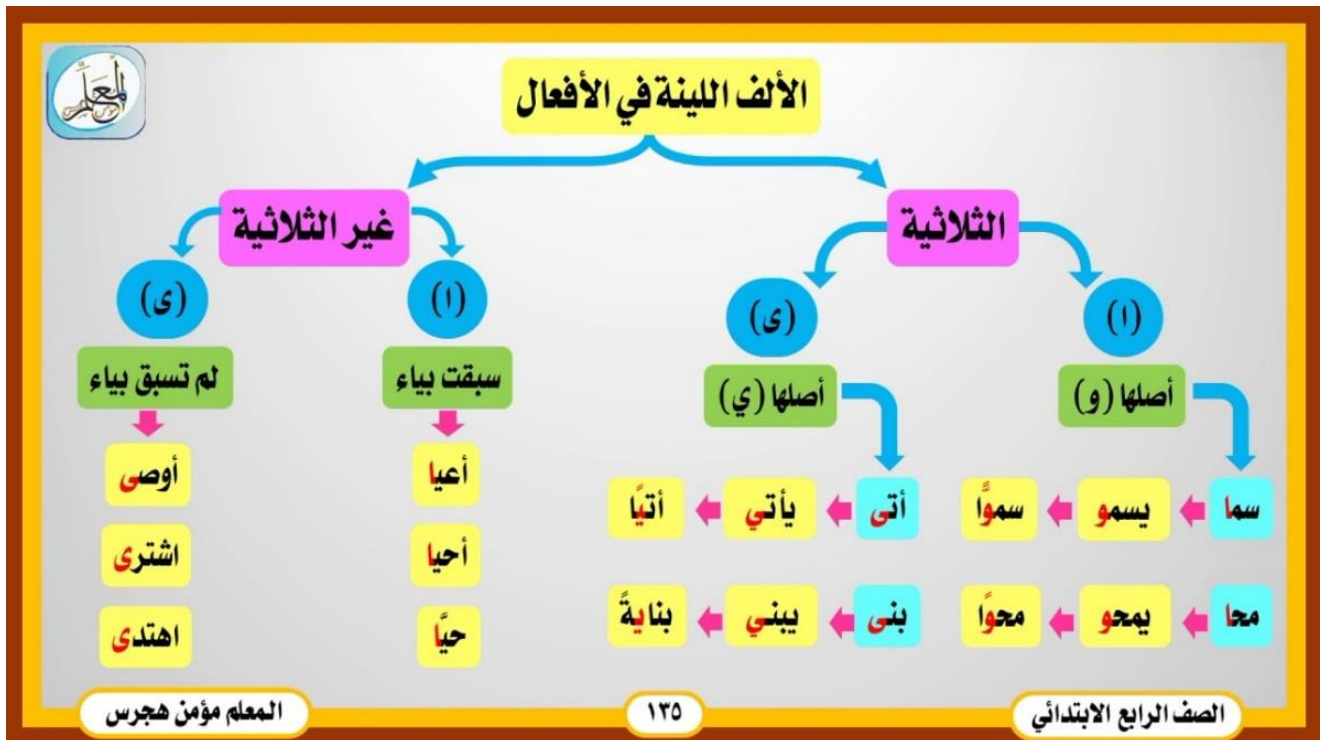 المعلم
الألف اللينة في الأفعال
الثلاثية
غير الثلاثية
(ا)
(ى)
(ا)
(ى)
أصلها (و)
أصلها (ي)
سبقت بياء
لم تسبق بياء
سما يسمو سموًّا
محا يمحو محوًا
أتى يأتي أتيًا
بنى يبني بنايةً
أعيا
أحيا
حيَّا
أوصى
اشترى
اهتدى
الصف الرابع الابتدائي
١٣٥
المعلم مؤمن هجرس